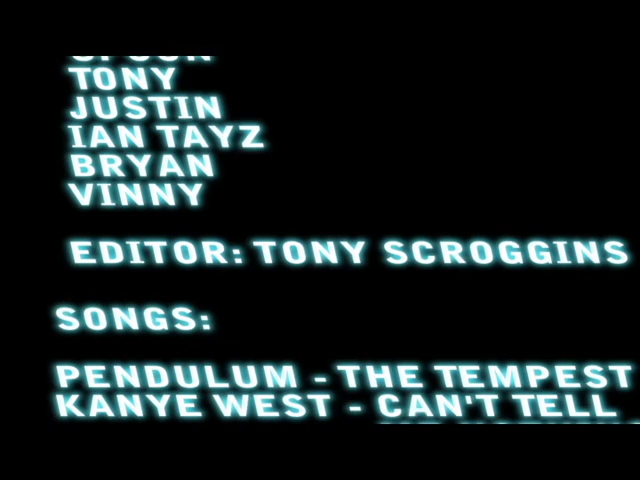 TONY
JUSTIN
IAN TAYZ
BRYAN
VINNY
EDITOR: TONY SCROGGINS
SONGS:
PENDULUM - THE TEMPEST
KANYE WEST - CAN'T TELL